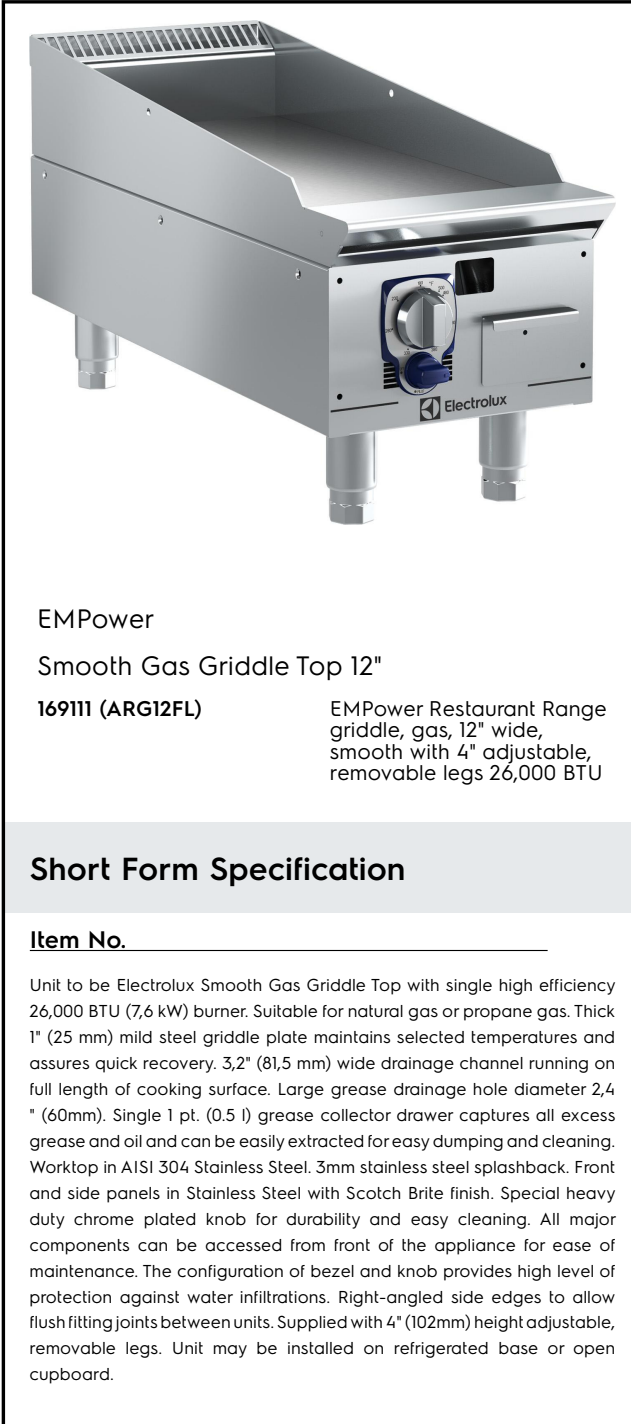 Electrolux
EMPower
Smooth Gas Griddle Top 12"
169111 (ARG12FL)
EMPower Restaurant Range
griddle, gas, 12" wide,
smooth with 4" adjustable,
removable legs 26,000 BTU
Short Form Specification
Item No.
Unit to be Electrolux Smooth Gas Griddle Top with single high efficiency
26,000 BTU (7,6 kW) burner. Suitable for natural gas or propane gas. Thick
1" (25 mm) mild steel griddle plate maintains selected temperatures and
assures quick recovery. 3,2" (81,5 mm) wide drainage channel running on
full length of cooking surface. Large grease drainage hole diameter 2,4
" (60mm). Single 1 pt. (0.5 l) grease collector drawer captures all excess
grease and oil and can be easily extracted for easy dumping and cleaning.
Worktop in AISI 304 Stainless Steel. 3mm stainless steel splashback. Front
and side panels in Stainless Steel with Scotch Brite finish. Special heavy
duty chrome plated knob for durability and easy cleaning. All major
components can be accessed from front of the appliance for ease of
maintenance. The configuration of bezel and knob provides high level of
protection against water infiltrations. Right-angled side edges to allow
flush fitting joints between units. Supplied with 4" (102mm) height adjustable,
removable legs. Unit may be installed on refrigerated base or open
cupboard.